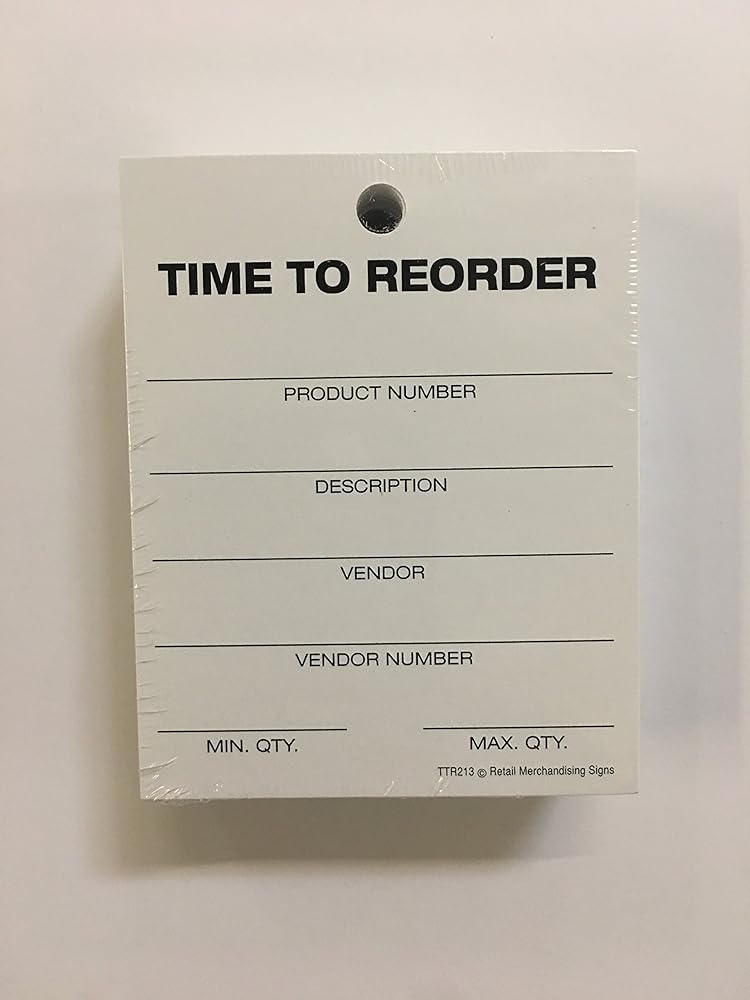 TIME TO REORDER
PRODUCT NUMBER
DESCRIPTION
VENDOR
VENDOR NUMBER
MIN. QTY. MAX. QTY.
TTR213 © Retail Merchandising Signs